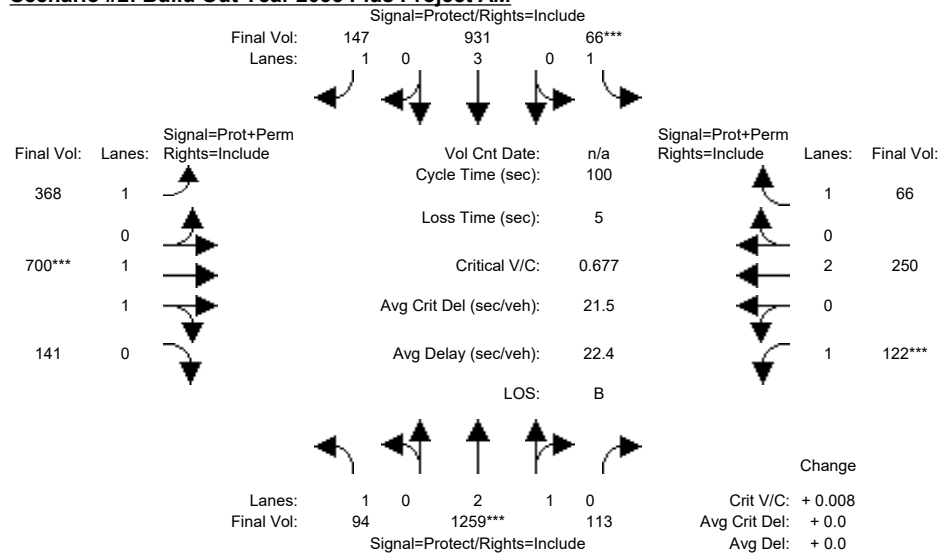 Scenario #2: Build Out Year 2035 Plus Project AM
Signal=Protect/Rights=Include
Final Vol: 147 931 66***
Lanes: 1 0 3 0 1
Signal=Prot+Perm Signal=Prot+Perm
Final Vol: Lanes: Rights=Include Vol Cnt Date: n/a Rights=Include Lanes: Final Vol:
Cycle Time (sec): 100
368 1 1 66
Loss Time (sec): 5
0 0
700*** 1 Critical V/C: 0.677 2 250
1 Avg Crit Del (sec/veh): 21.5 0
141 0 Avg Delay (sec/veh): 22.4 1 122***
LOS: B
Change
Lanes: 1 0 2 1 0 Crit V/C: + 0.008
Final Vol: 94 1259*** 113 Avg Crit Del: + 0.0
Signal=Protect/Rights=Include Avg Del: + 0.0